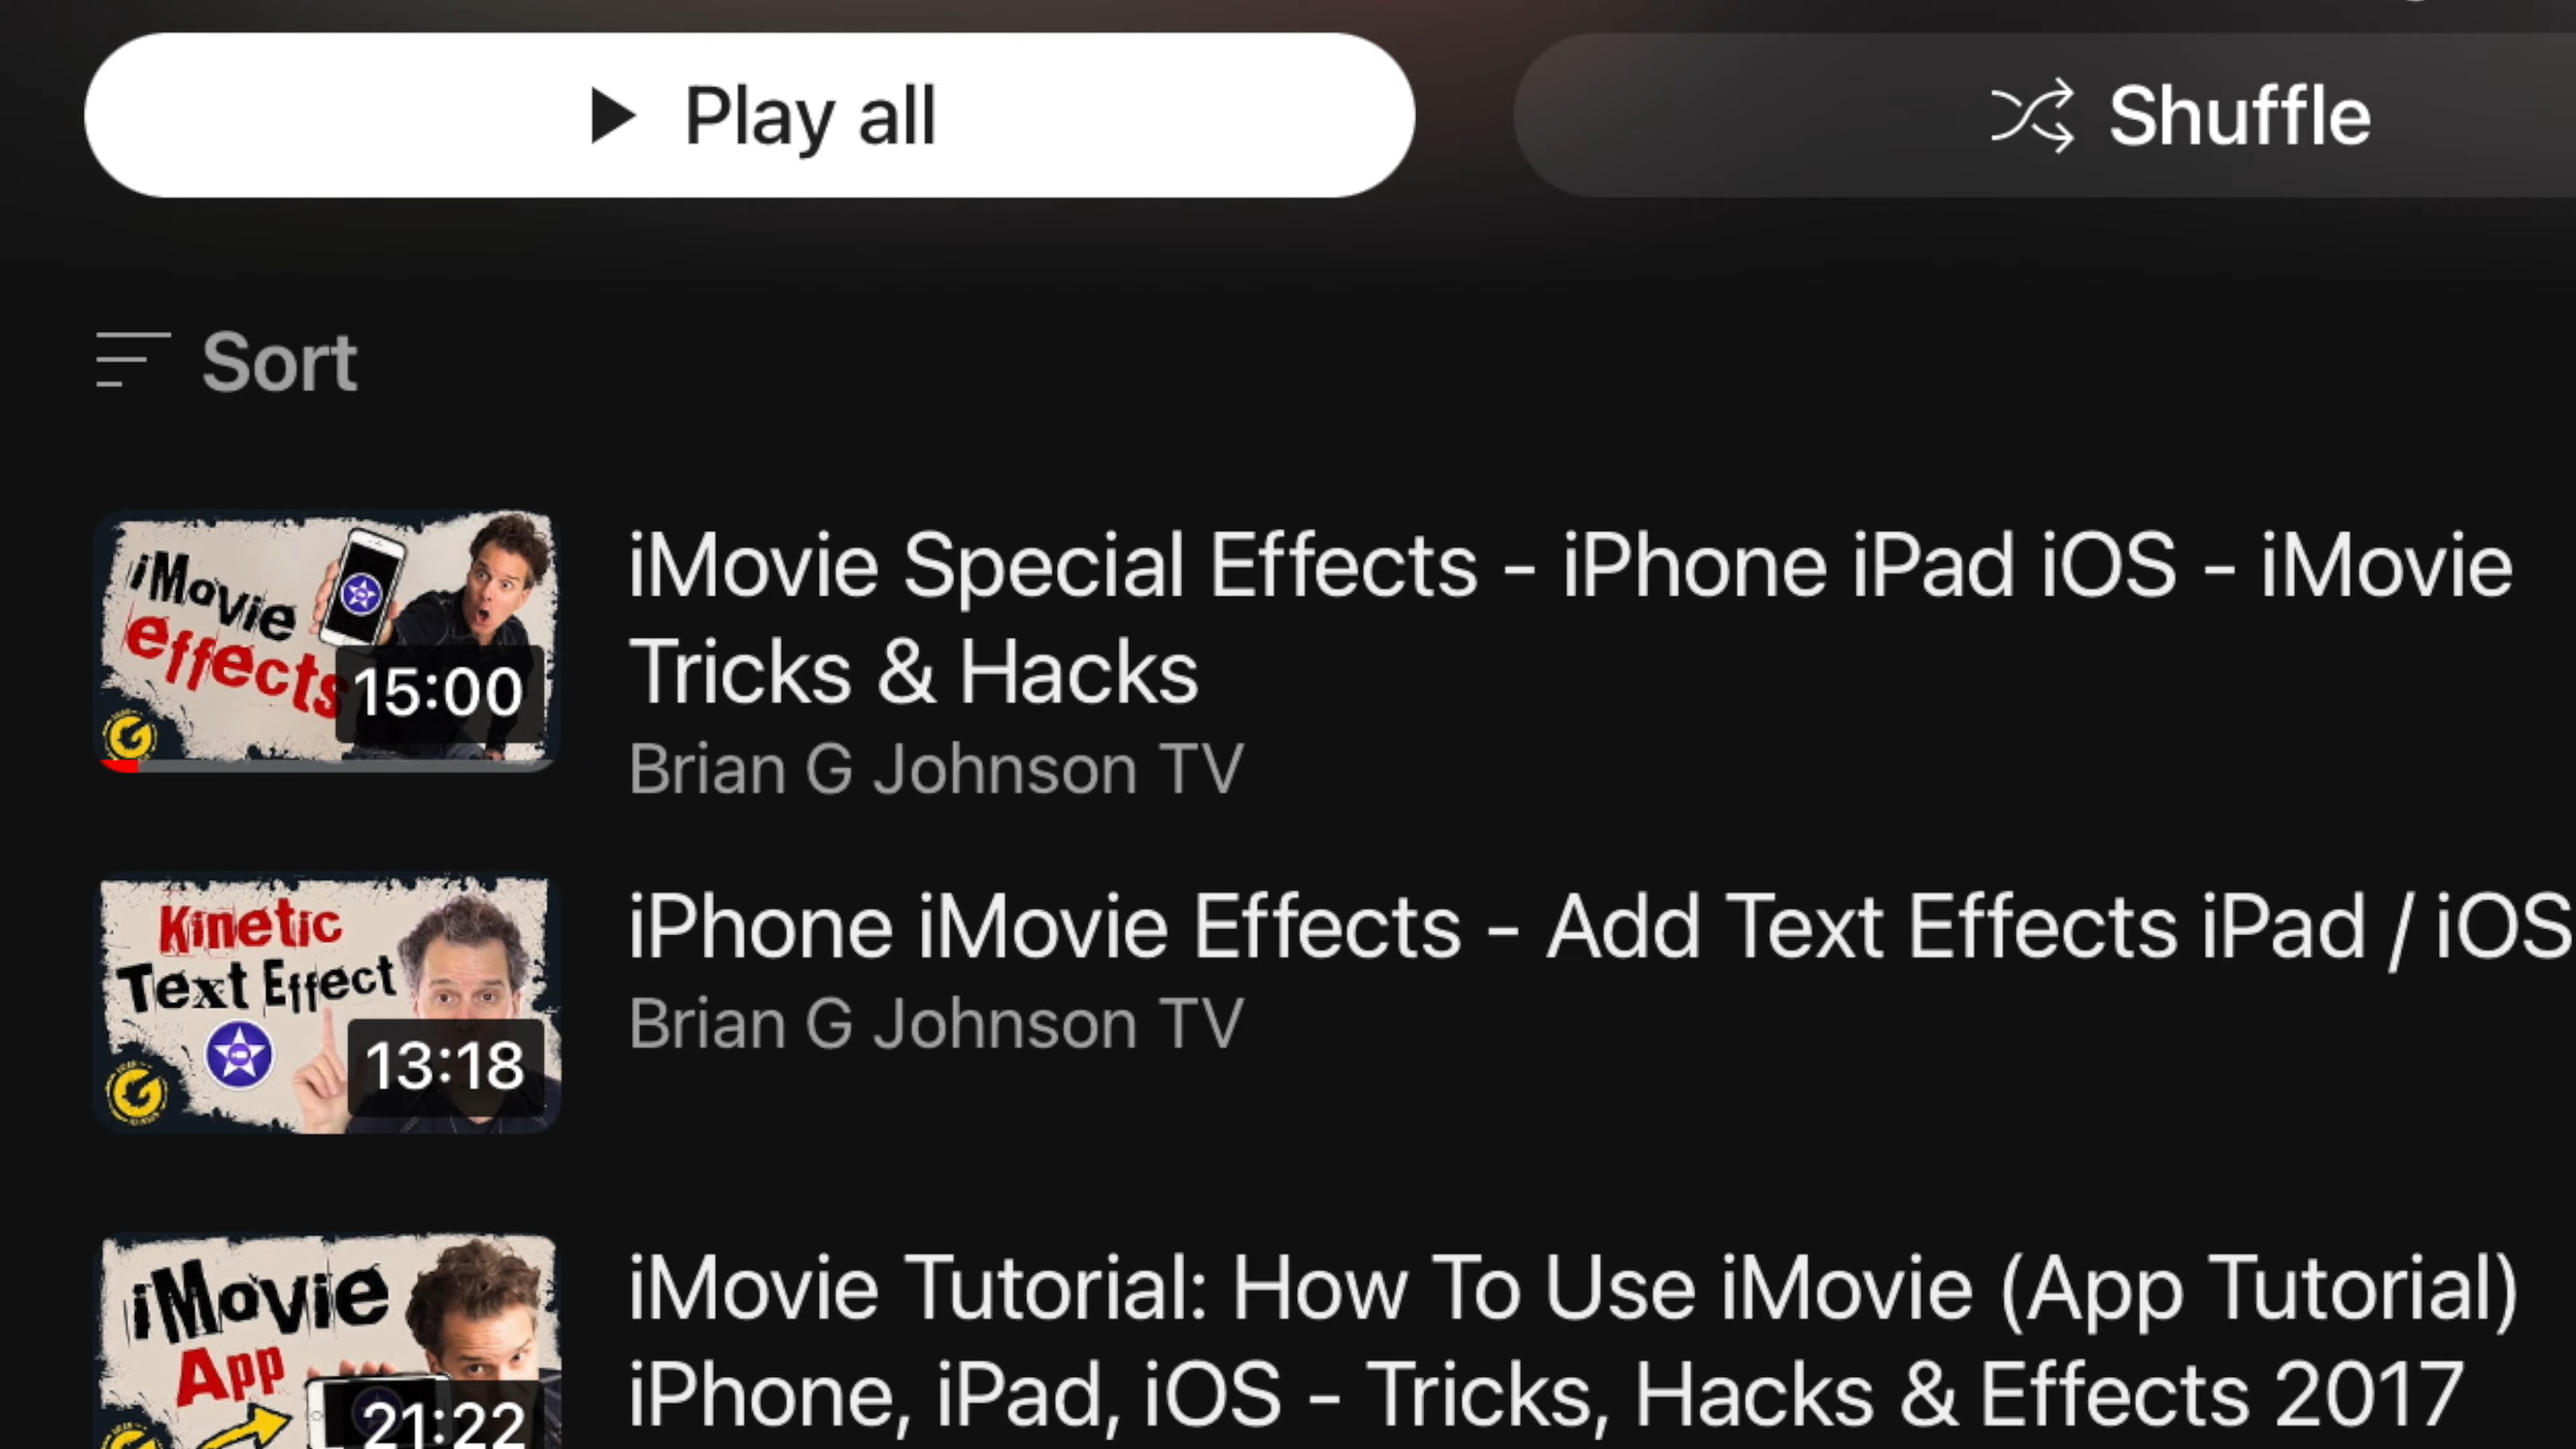 Play all
Shuffle
Sort
iMovie
effects
15:00
iMovie Special Effects - iPhone iPad iOS - iMovie
Tricks & Hacks
Brian G Johnson TV
Kinetic
Text Effect
13:18
iPhone iMovie Effects - Add Text Effects iPad / iOS
Brian G Johnson TV
iMovie
App
21:22
iMovie Tutorial: How To Use iMovie (App Tutorial)
iPhone, iPad, iOS - Tricks, Hacks & Effects 2017